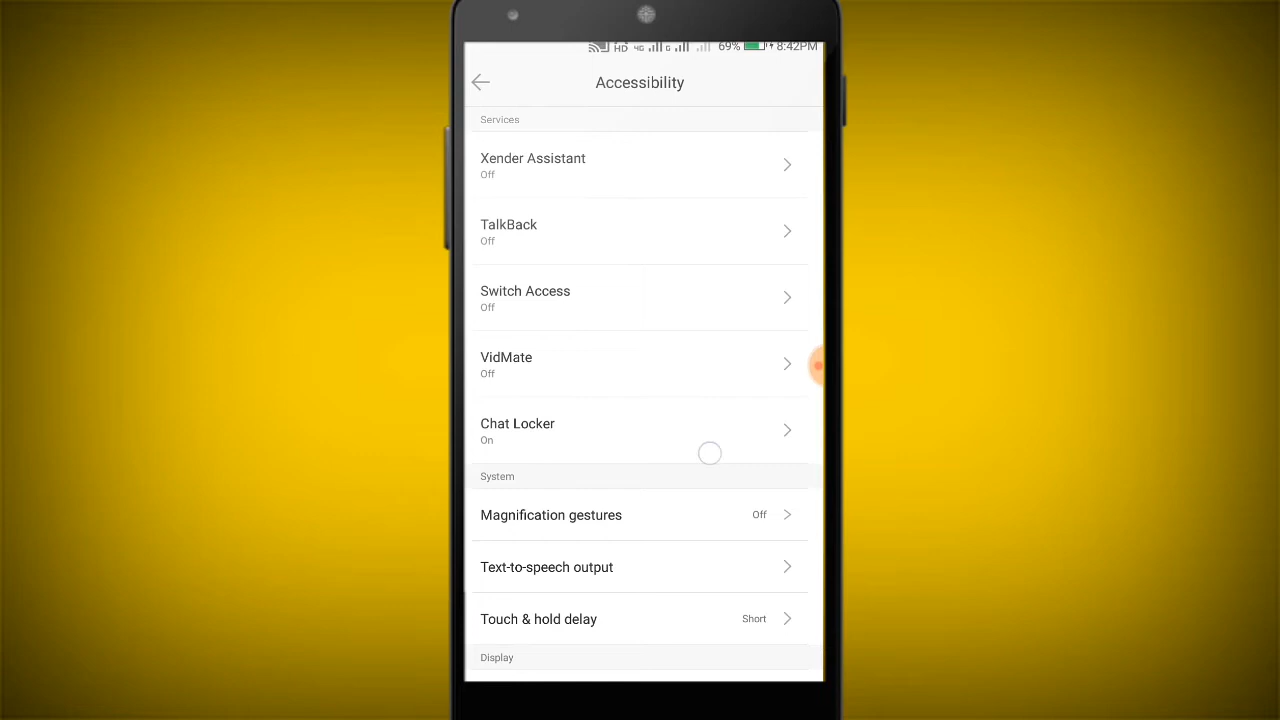 HD 4G G 69% 8:42PM
Accessibility
Services
Xender Assistant
Off
TalkBack
Off
Switch Access
Off
VidMate
Off
Chat Locker
On
System
Magnification gestures Off
Text-to-speech output
Touch & hold delay Short
Display